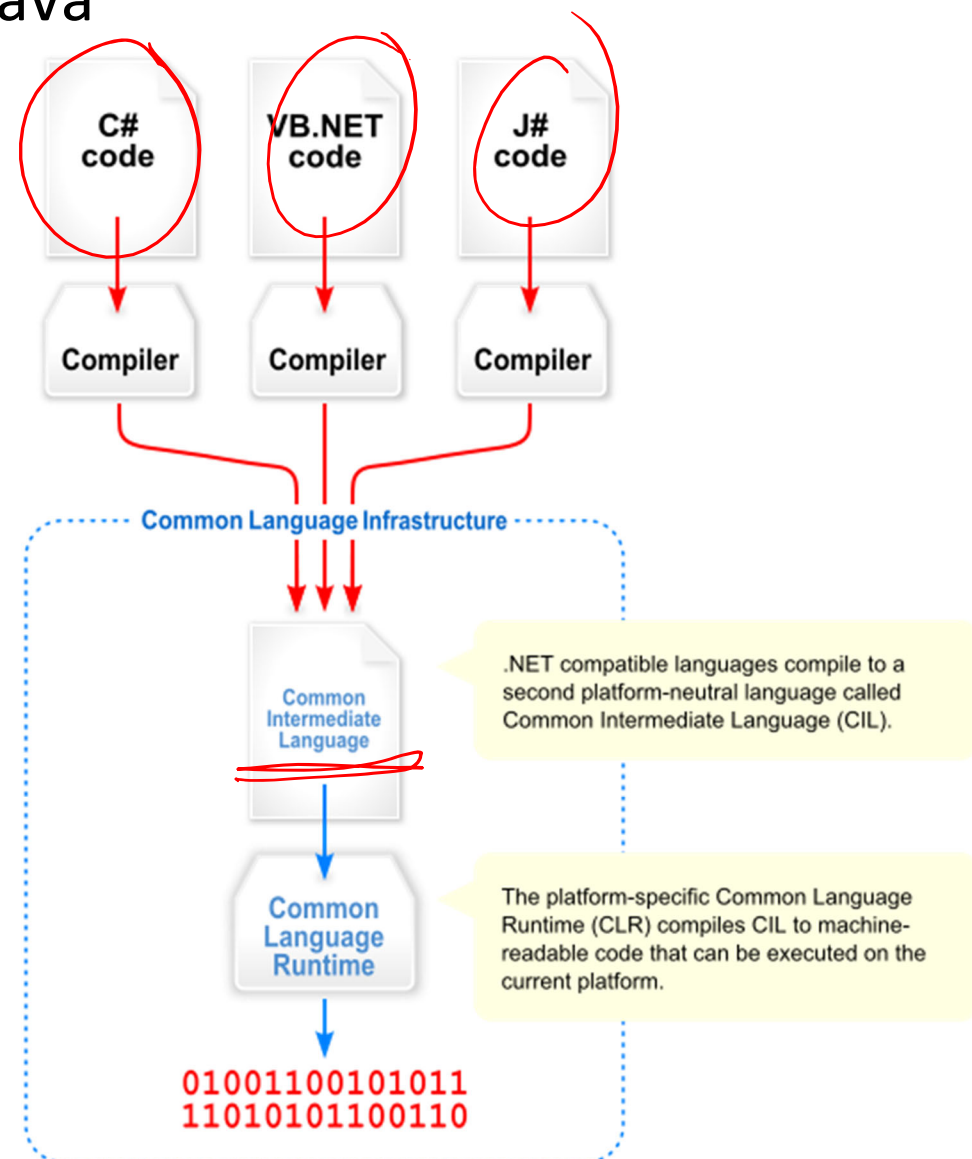 C#
code
VB.NET
code
J#
code
Compiler
Compiler
Compiler
Common Language Infrastructure
Common
Intermediate
Language
.NET compatible languages compile to a
second platform-neutral language called
Common Intermediate Language (CIL).
Common
Language
Runtime
The platform-specific Common Language
Runtime (CLR) compiles CIL to machine-
readable code that can be executed on the
current platform.
01001100101011
11010101100110